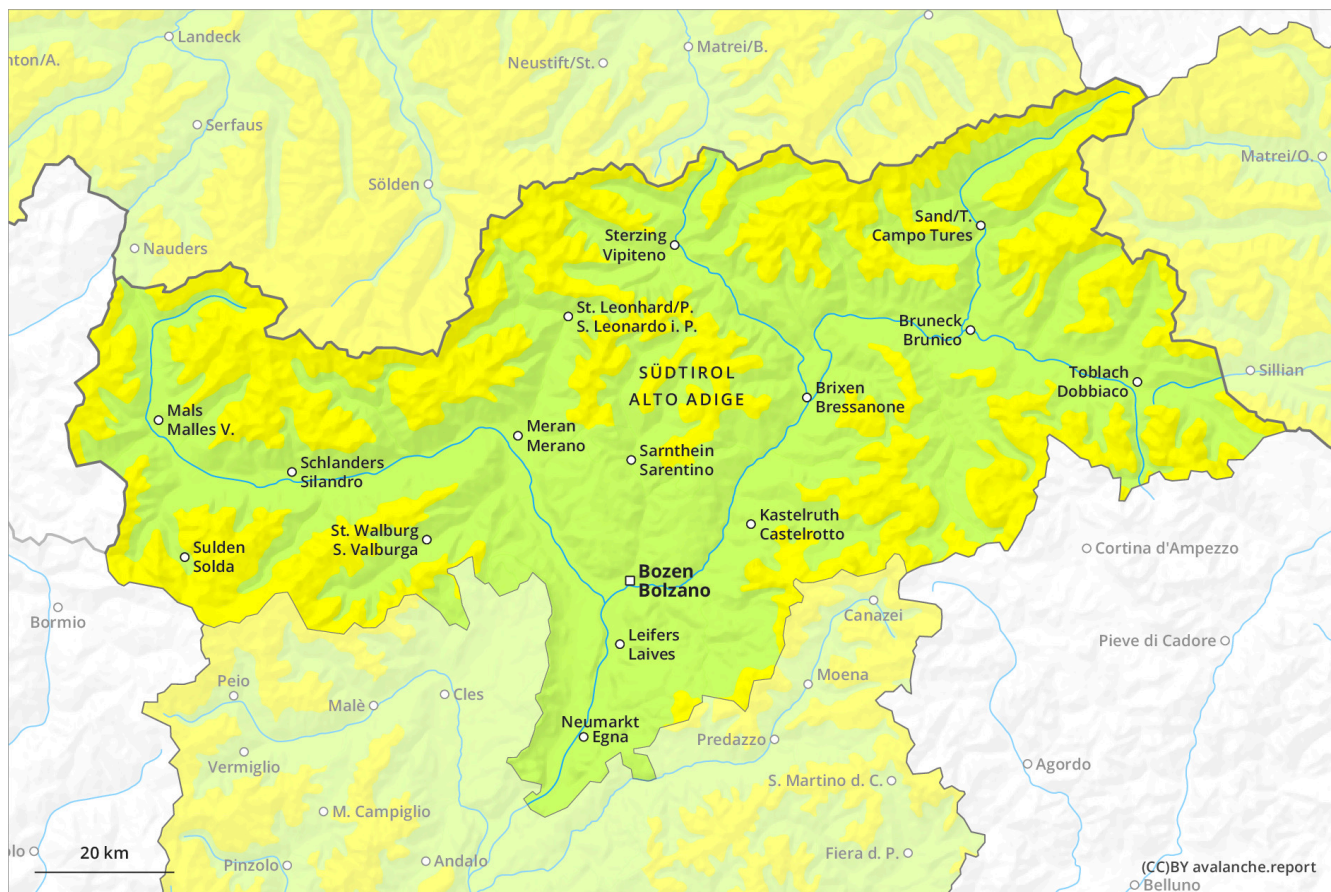 Landeck
nton/A.
Matrei/B.
Neustift/St.
Serfaus
Matrei/O.
Sölden
Nauders
Sand/T.
Campo Tures
Sterzing
Vipiteno
St. Leonhard/P.
S. Leonardo i. P.
Bruneck
Brunico
SÜDTIROL
ALTO ADIGE
Toblach
Dobbiaco
Sillian
Brixen
Bressanone
Mals
Malles V.
Meran
Merano
Sarnthein
Sarentino
Schlanders
Silandro
Kastelruth
Castelrotto
St. Walburg
S. Valburga
Sulden
Solda
Cortina d'Ampezzo
Bozen
Bolzano
Bormio
Canazei
Leifers
Laives
Pieve di Cadore
Peio
Malè
Cles
Moena
Neumarkt
Egna
Predazzo
Vermiglio
Agordo
S. Martino d. C.
M. Campiglio
olo
20 km
Pinzolo
Andalo
Fiera d. P.
(CC)BY avalanche.report
Belluno